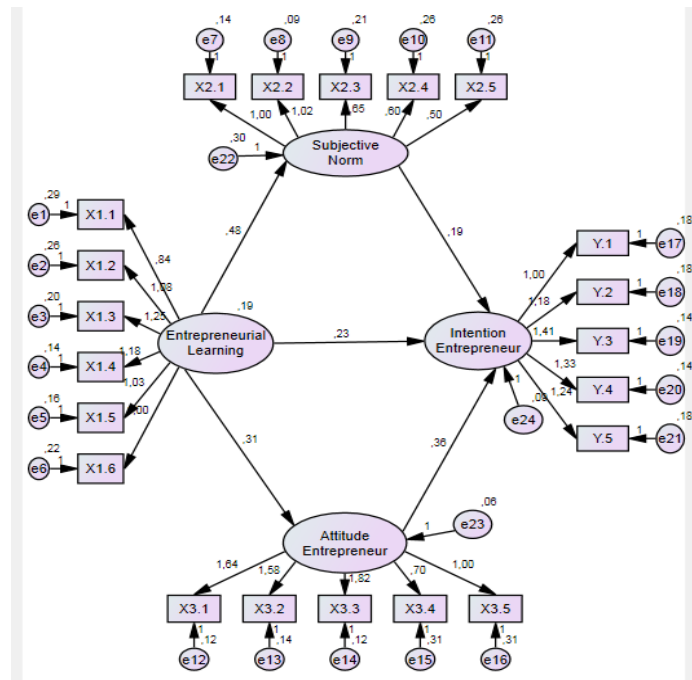 ,14 ,09 ,21 ,26 ,26
e7 e8 e9 e10 e11
1 1 1 1 1
X2.1 X2.2 X2.3 X2.4 X2.5
1,00 1,02 ,65 ,60 ,50
,30
e22 1
Subjective
Norm
,29
e1 1 X1.1
,26
e2 1 X1.2
,20
e3 1 X1.3
,14
e4 1 X1.4
,16
e5 1 X1.5
,22
e6 1 X1.6
,84
1,08
1,25
1,18
1,03
,48
,19
,19
Entrepreneurial
Learning
,23
Intention
Entrepreneur
1,00
1,18
1,41
1,33
1,24
Y.1 1 e17 ,18
Y.2 1 e18 ,18
Y.3 1 e19 ,14
Y.4 1 e20 ,14
Y.5 1 e21 ,18
1
e24
,31
,36
,06
e23
1
Attitude
Entrepreneur
1,64 1,58 1,82 ,70 1,00
X3.1 X3.2 X3.3 X3.4 X3.5
1 1 1 1 1
,12 ,14 ,12 ,31 ,31
e12 e13 e14 e15 e16